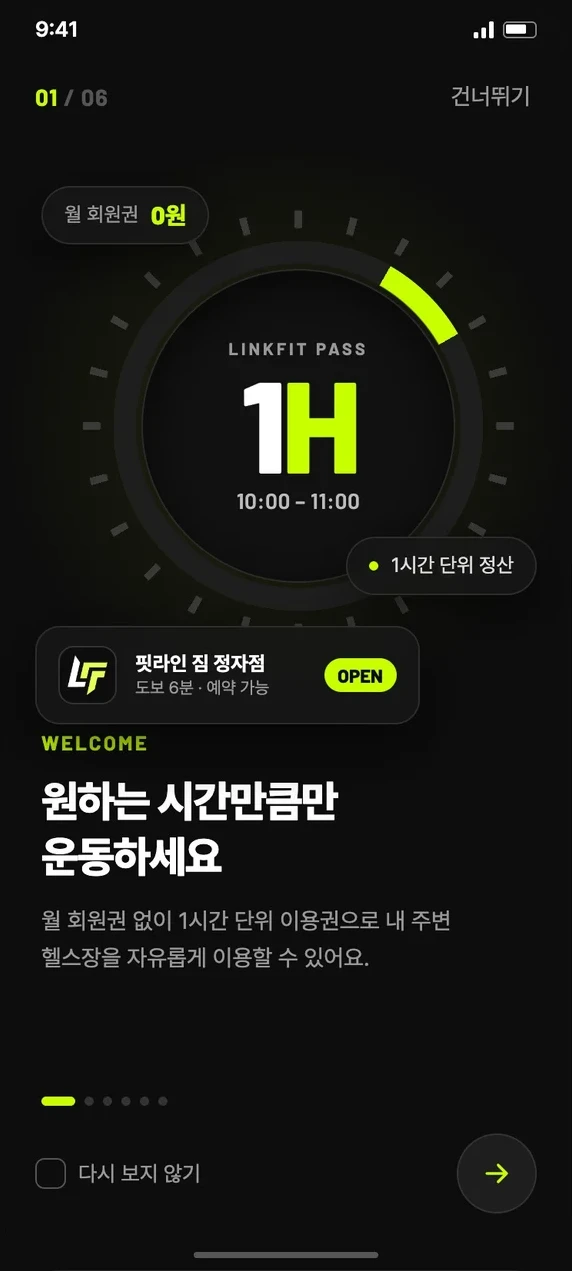 9:41
01 / 06
건너뛰기
월 회원권 0원
LINKFIT PASS
1H
10:00 – 11:00
1시간 단위 정산
핏라인 짐 정자점
도보 6분 · 예약 가능
OPEN
WELCOME
원하는 시간만큼만
운동하세요
월 회원권 없이 1시간 단위 이용권으로 내 주변
헬스장을 자유롭게 이용할 수 있어요.
다시 보지 않기